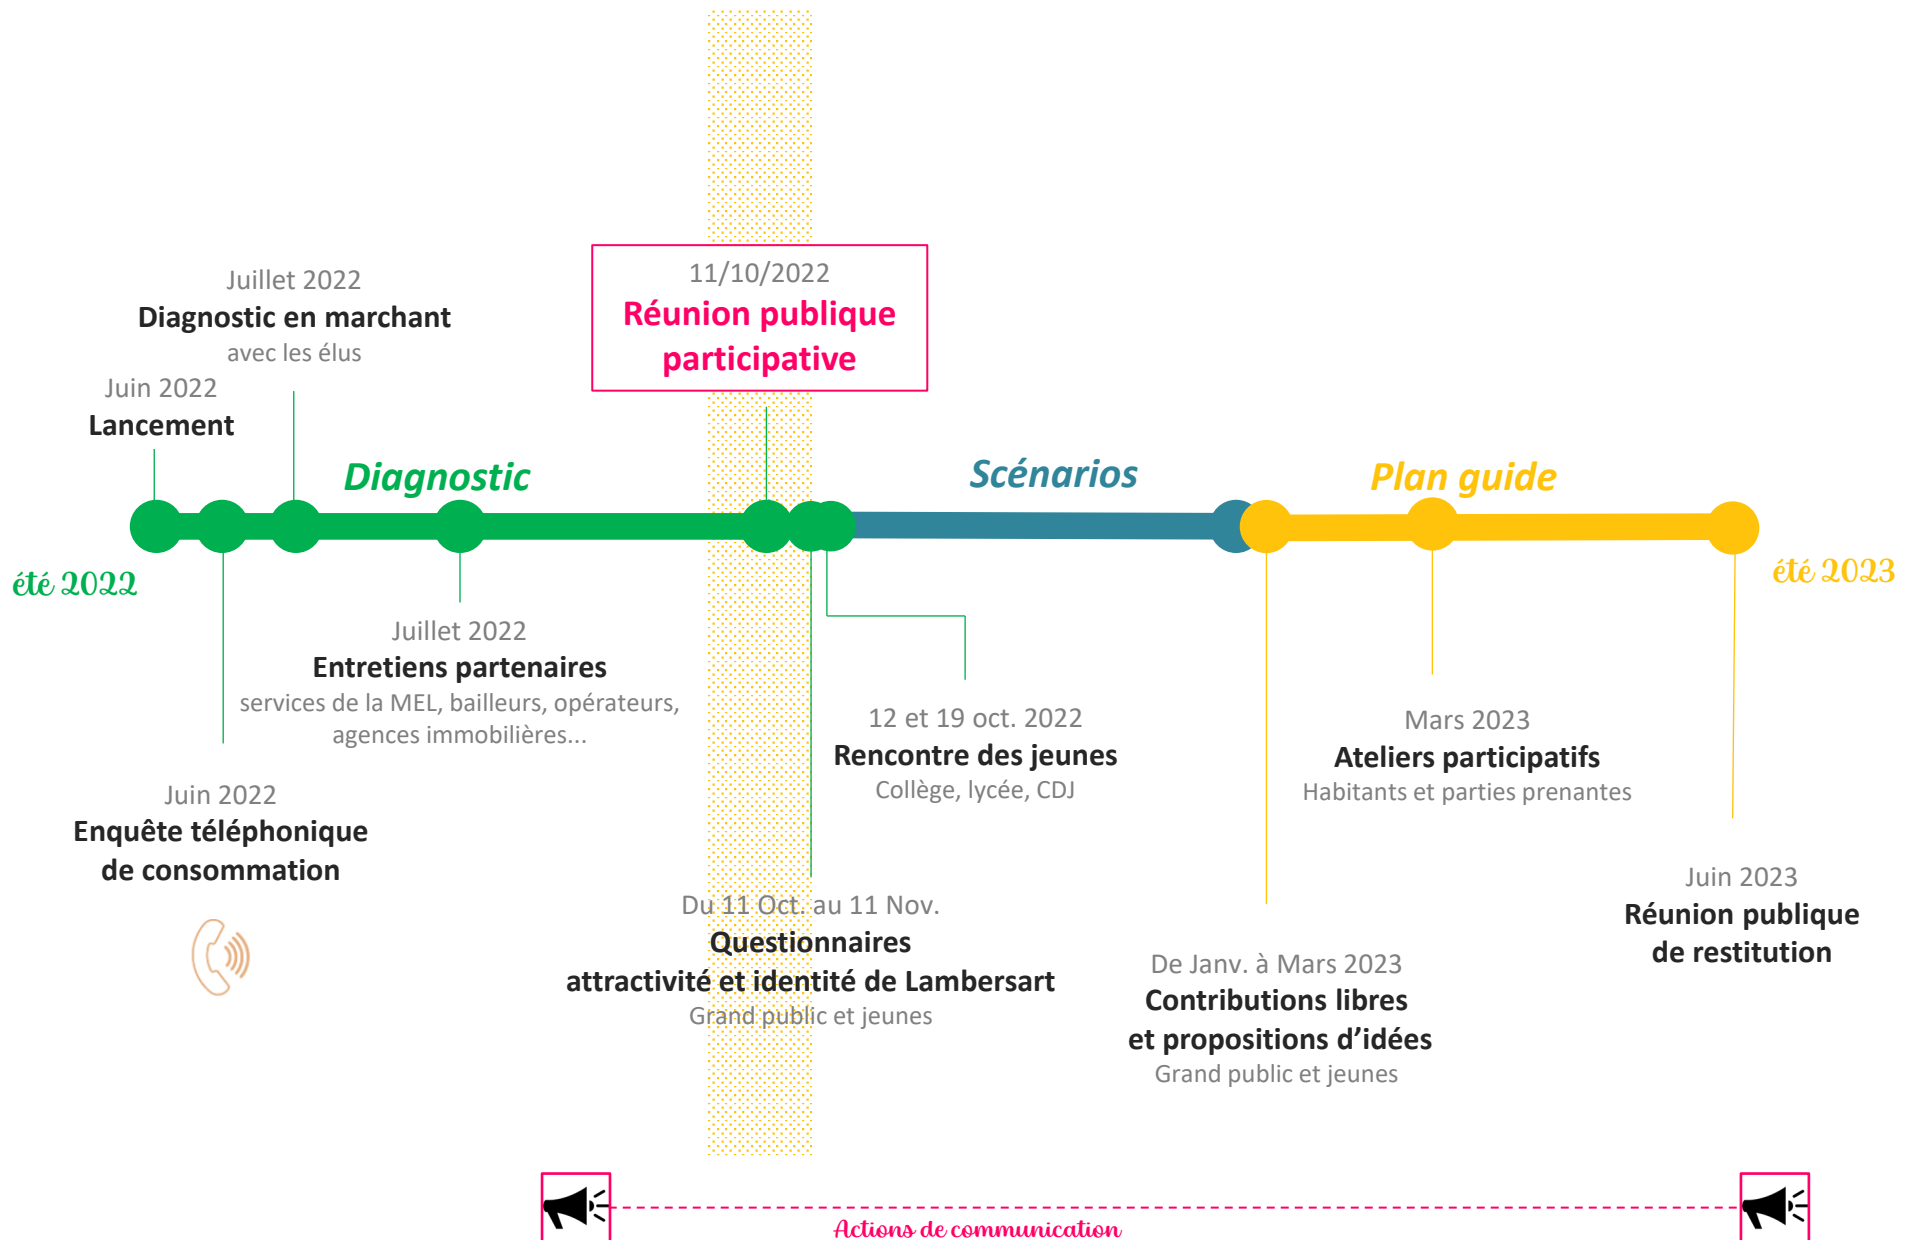 Juillet 2022
Diagnostic en marchant
avec les élus
Juin 2022
Lancement
11/10/2022
Réunion publique
participative
Diagnostic
Scénarios
Plan guide
été 2022
été 2023
Juillet 2022
Entretiens partenaires
services de la MEL, bailleurs, opérateurs,
agences immobilières...
Juin 2022
Enquête téléphonique
de consommation
12 et 19 oct. 2022
Rencontre des jeunes
Collège, lycée, CDJ
Du 11 Oct. au 11 Nov.
Questionnaires
attractivité et identité de Lambersart
Grand public et jeunes
Mars 2023
Ateliers participatifs
Habitants et parties prenantes
De Janv. à Mars 2023
Contributions libres
et propositions d’idées
Grand public et jeunes
Juin 2023
Réunion publique
de restitution
Actions de communication